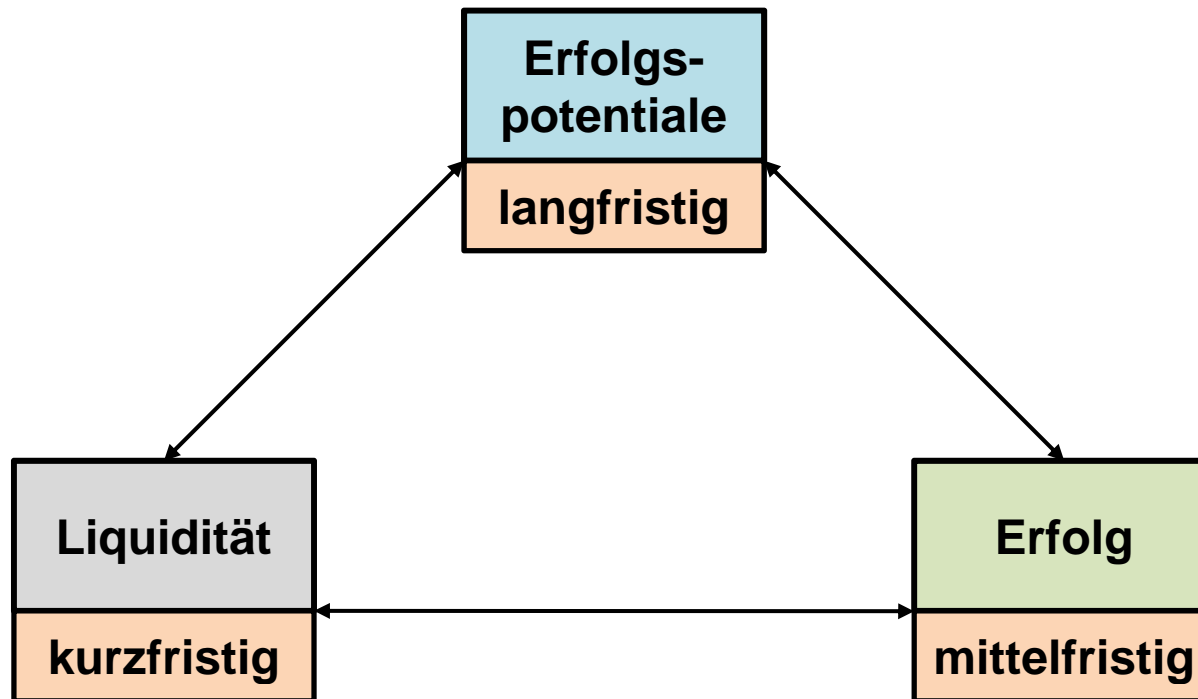 Erfolgs-
potentiale
langfristig
Liquidität
kurzfristig
Erfolg
mittelfristig